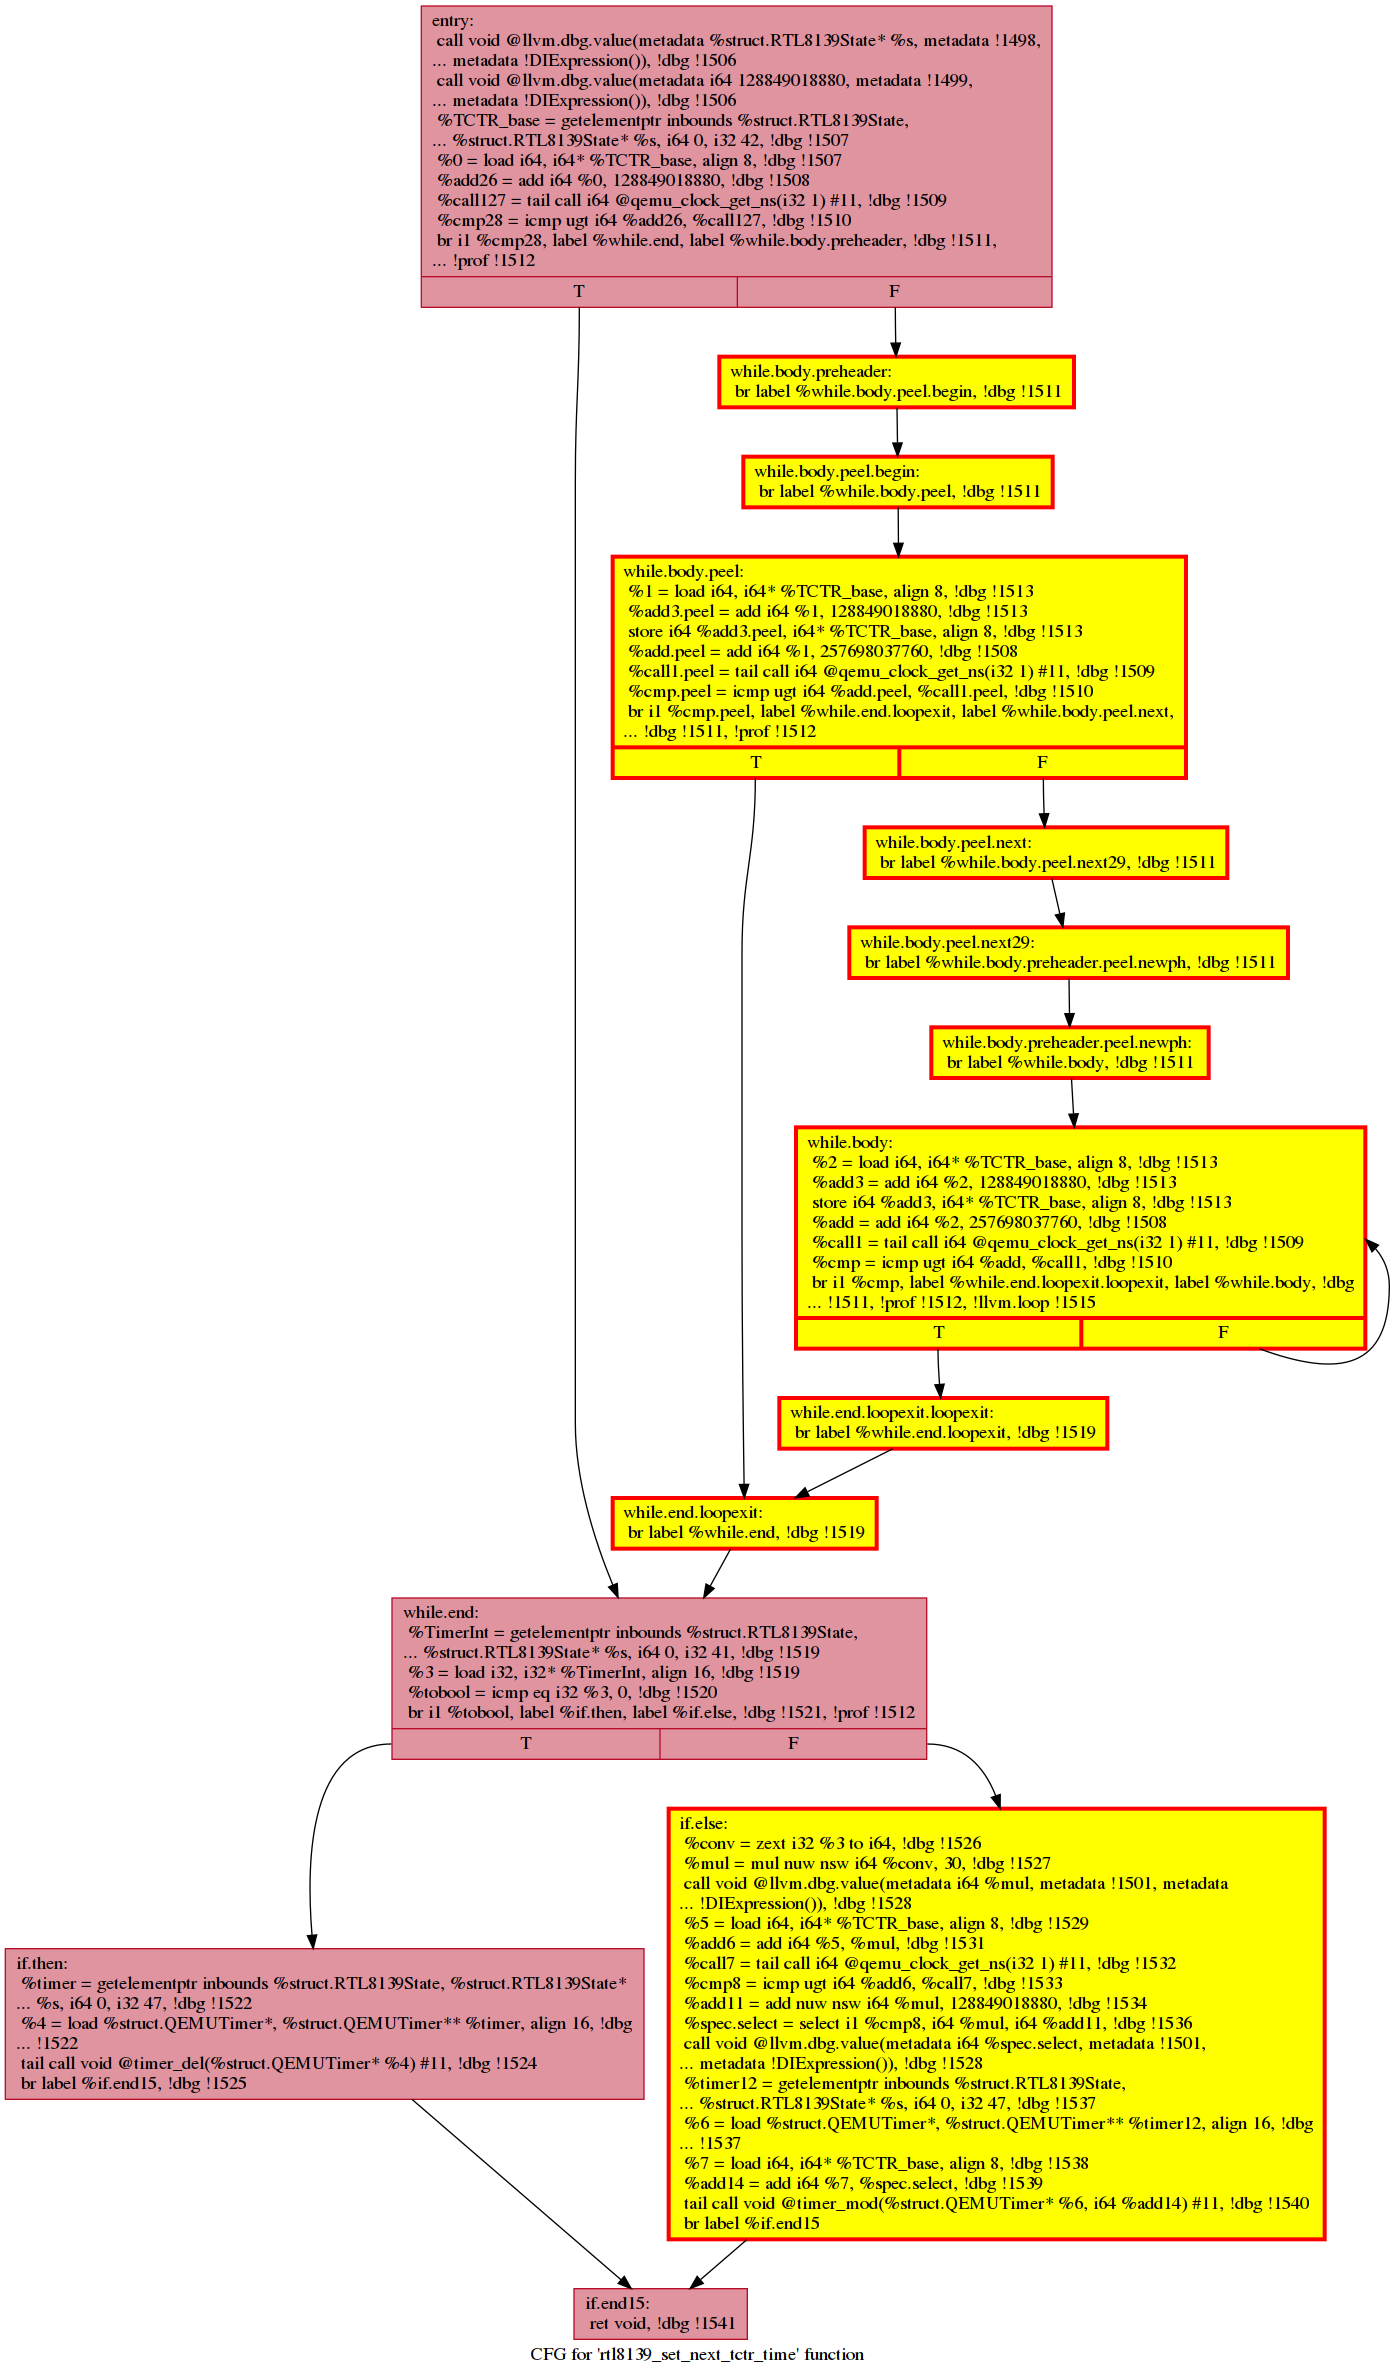 entry:
call void @llvm.dbg.value(metadata %struct.RTL8139State* %s, metadata !1498,
... metadata !DIExpression()), !dbg !1506
call void @llvm.dbg.value(metadata i64 128849018880, metadata !1499,
... metadata !DIExpression()), !dbg !1506
%TCTR_base = getelementptr inbounds %struct.RTL8139State,
... %struct.RTL8139State* %s, i64 0, i32 42, !dbg !1507
%0 = load i64, i64* %TCTR_base, align 8, !dbg !1507
%add26 = add i64 %0, 128849018880, !dbg !1508
%call127 = tail call i64 @qemu_clock_get_ns(i32 1) #11, !dbg !1509
%cmp28 = icmp ugt i64 %add26, %call127, !dbg !1510
br i1 %cmp28, label %while.end, label %while.body.preheader, !dbg !1511,
... !prof !1512
T F
while.body.preheader:
br label %while.body.peel.begin, !dbg !1511
while.body.peel.begin:
br label %while.body.peel, !dbg !1511
while.body.peel:
%1 = load i64, i64* %TCTR_base, align 8, !dbg !1513
%add3.peel = add i64 %1, 128849018880, !dbg !1513
store i64 %add3.peel, i64* %TCTR_base, align 8, !dbg !1513
%add.peel = add i64 %1, 257698037760, !dbg !1508
%call1.peel = tail call i64 @qemu_clock_get_ns(i32 1) #11, !dbg !1509
%cmp.peel = icmp ugt i64 %add.peel, %call1.peel, !dbg !1510
br i1 %cmp.peel, label %while.end.loopexit, label %while.body.peel.next,
... !dbg !1511, !prof !1512
T F
while.body.peel.next:
br label %while.body.peel.next29, !dbg !1511
while.body.peel.next29:
br label %while.body.preheader.peel.newph, !dbg !1511
while.body.preheader.peel.newph:
br label %while.body, !dbg !1511
while.body:
%2 = load i64, i64* %TCTR_base, align 8, !dbg !1513
%add3 = add i64 %2, 128849018880, !dbg !1513
store i64 %add3, i64* %TCTR_base, align 8, !dbg !1513
%add = add i64 %2, 257698037760, !dbg !1508
%call1 = tail call i64 @qemu_clock_get_ns(i32 1) #11, !dbg !1509
%cmp = icmp ugt i64 %add, %call1, !dbg !1510
br i1 %cmp, label %while.end.loopexit.loopexit, label %while.body, !dbg
... !1511, !prof !1512, !llvm.loop !1515
T F
while.end.loopexit.loopexit:
br label %while.end.loopexit, !dbg !1519
while.end.loopexit:
br label %while.end, !dbg !1519
while.end:
%TimerInt = getelementptr inbounds %struct.RTL8139State,
... %struct.RTL8139State* %s, i64 0, i32 41, !dbg !1519
%3 = load i32, i32* %TimerInt, align 16, !dbg !1519
%tobool = icmp eq i32 %3, 0, !dbg !1520
br i1 %tobool, label %if.then, label %if.else, !dbg !1521, !prof !1512
T F
if.else:
%conv = zext i32 %3 to i64, !dbg !1526
%mul = mul nuw nsw i64 %conv, 30, !dbg !1527
call void @llvm.dbg.value(metadata i64 %mul, metadata !1501, metadata
... !DIExpression()), !dbg !1528
%5 = load i64, i64* %TCTR_base, align 8, !dbg !1529
%add6 = add i64 %5, %mul, !dbg !1531
%call7 = tail call i64 @qemu_clock_get_ns(i32 1) #11, !dbg !1532
%cmp8 = icmp ugt i64 %add6, %call7, !dbg !1533
%add11 = add nuw nsw i64 %mul, 128849018880, !dbg !1534
%spec.select = select i1 %cmp8, i64 %mul, i64 %add11, !dbg !1536
call void @llvm.dbg.value(metadata i64 %spec.select, metadata !1501,
... metadata !DIExpression()), !dbg !1528
%timer12 = getelementptr inbounds %struct.RTL8139State,
... %struct.RTL8139State* %s, i64 0, i32 47, !dbg !1537
%6 = load %struct.QEMUTimer*, %struct.QEMUTimer** %timer12, align 16, !dbg
... !1537
%7 = load i64, i64* %TCTR_base, align 8, !dbg !1538
%add14 = add i64 %7, %spec.select, !dbg !1539
tail call void @timer_mod(%struct.QEMUTimer* %6, i64 %add14) #11, !dbg !1540
br label %if.end15
if.then:
%timer = getelementptr inbounds %struct.RTL8139State, %struct.RTL8139State*
... %s, i64 0, i32 47, !dbg !1522
%4 = load %struct.QEMUTimer*, %struct.QEMUTimer** %timer, align 16, !dbg
... !1522
tail call void @timer_del(%struct.QEMUTimer* %4) #11, !dbg !1524
br label %if.end15, !dbg !1525
if.end15:
ret void, !dbg !1541
CFG for 'rtl8139_set_next_tctr_time' function